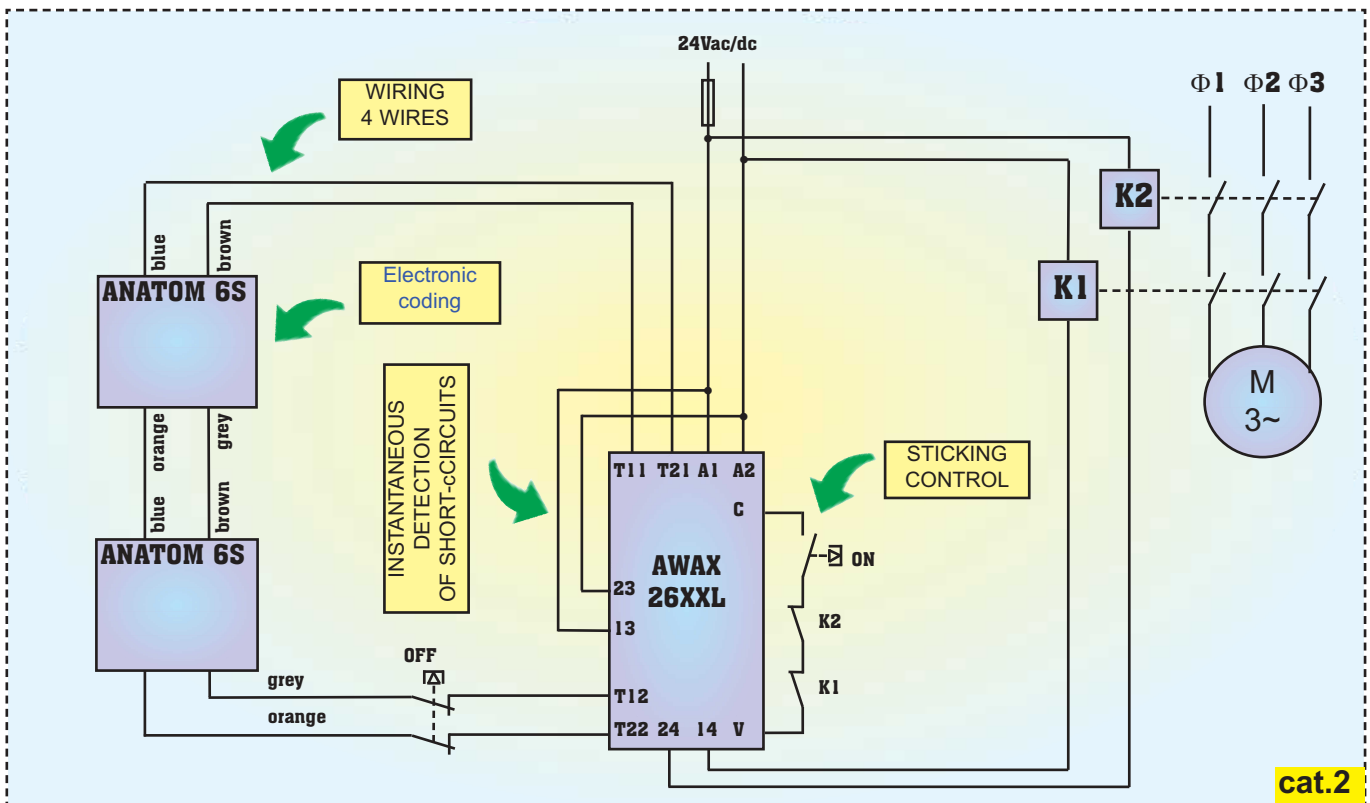 24Vac/dc
WIRING
4 WIRES
Φ1 Φ2 Φ3
K2
blue
brown
Electronic
coding
K1
ANATOM 6S
M
3~
INSTANTANEOUS
DETECTION
OF SHORT-cCIRCUITS
orange
grey
STICKING
CONTROL
T11 T21 A1 A2
C
blue
brown
ANATOM 6S
AWAX
26XXL
ON
23
13
K2
OFF
grey
T12
K1
orange
T22 24 14 V
cat.2